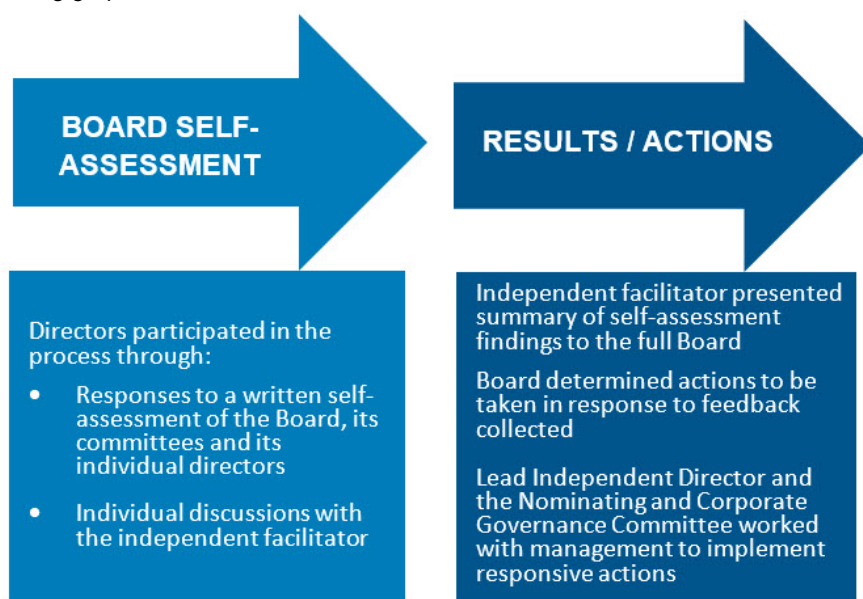 BOARD SELF-
ASSESSMENT
Directors participated in the
process through:
• Responses to a written self-
assessment of the Board, its
committees and its
individual directors
• Individual discussions with
the independent facilitator
RESULTS / ACTIONS
Independent facilitator presented
summary of self-assessment
findings to the full Board
Board determined actions to be
taken in response to feedback
collected
Lead Independent Director and
the Nominating and Corporate
Governance Committee worked
with management to implement
responsive actions